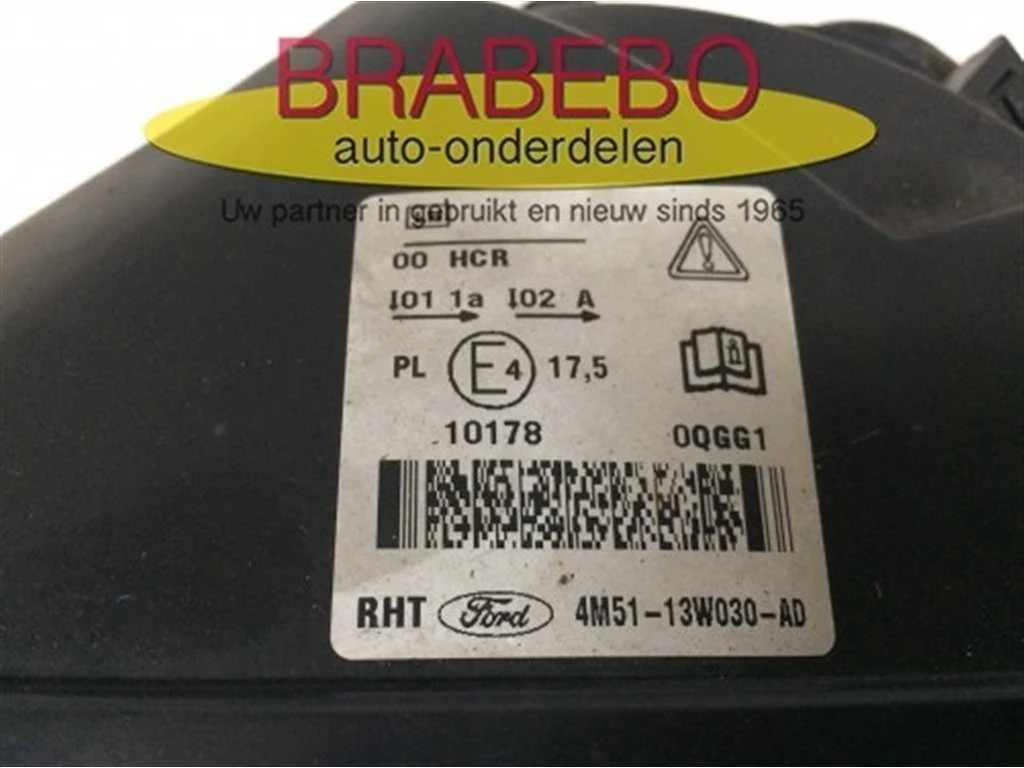 BRABEBO
auto-onderdelen
Uw partner in gebruikt en nieuw sinds 1965
00 HCR
I01 1a I02 A
PL E4 17,5
10178 0QGG1
RHT Ford 4M51-13W030-AD